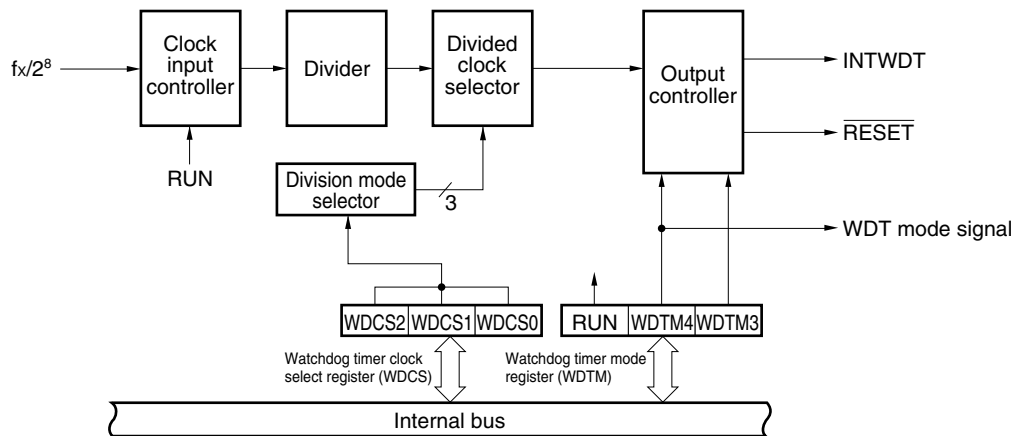 fx/2⁸
Clock
input
controller
Divider
Divided
clock
selector
Output
controller
INTWDT
RESET
RUN
Division mode
selector
3
WDT mode signal
WDCS2 WDCS1 WDCS0
RUN WDTM4 WDTM3
Watchdog timer clock
select register (WDCS)
Watchdog timer mode
register (WDTM)
Internal bus